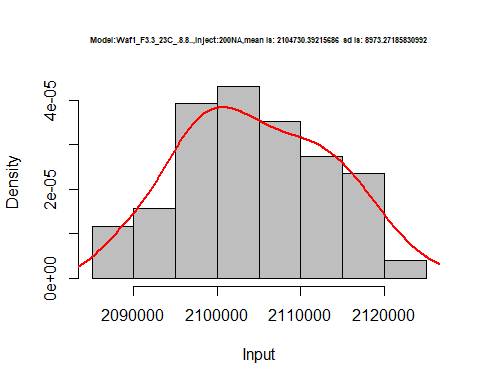 Model:Waf1_F3.3_23C_.8.8..,Inject:200NA,mean is: 2104730.39215686  sd is: 8973.27185830992
Density
4e-05
2e-05
0e+00
2090000 2100000 2110000 2120000
Input